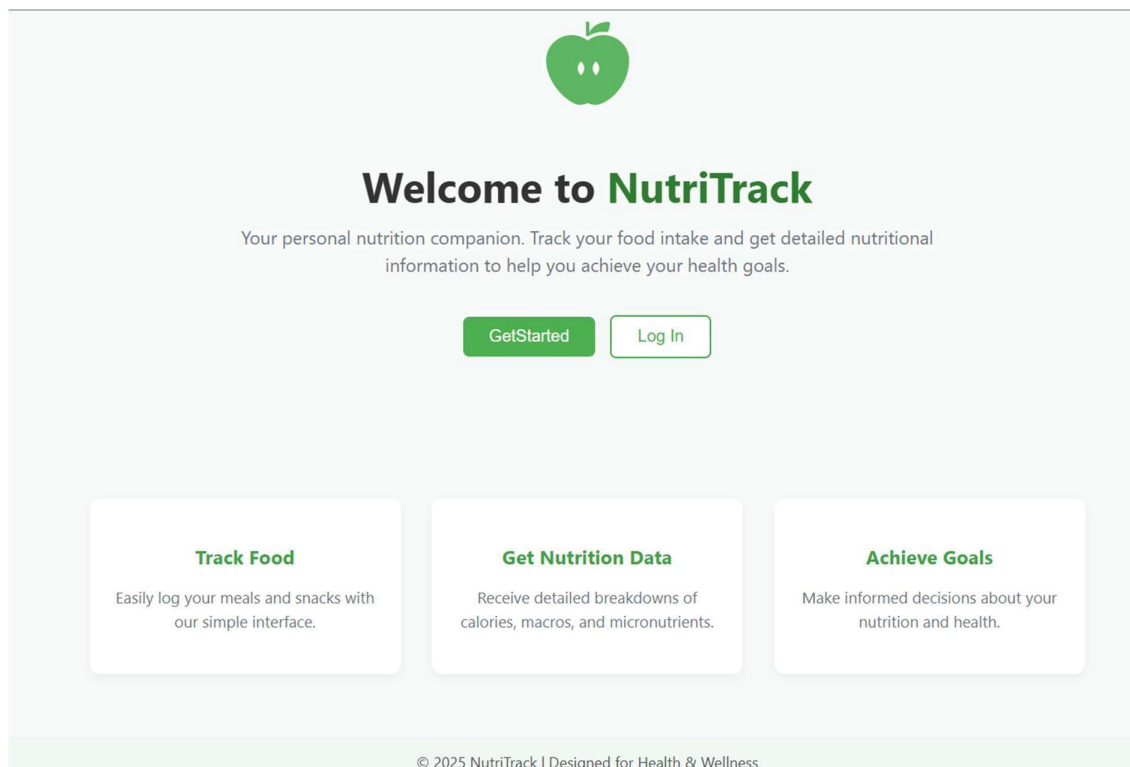 Welcome to NutriTrack
Your personal nutrition companion. Track your food intake and get detailed nutritional
information to help you achieve your health goals.
GetStarted
Log In
Track Food
Easily log your meals and snacks with
our simple interface.
Get Nutrition Data
Receive detailed breakdowns of
calories, macros, and micronutrients.
Achieve Goals
Make informed decisions about your
nutrition and health.
© 2025 NutriTrack | Designed for Health & Wellness